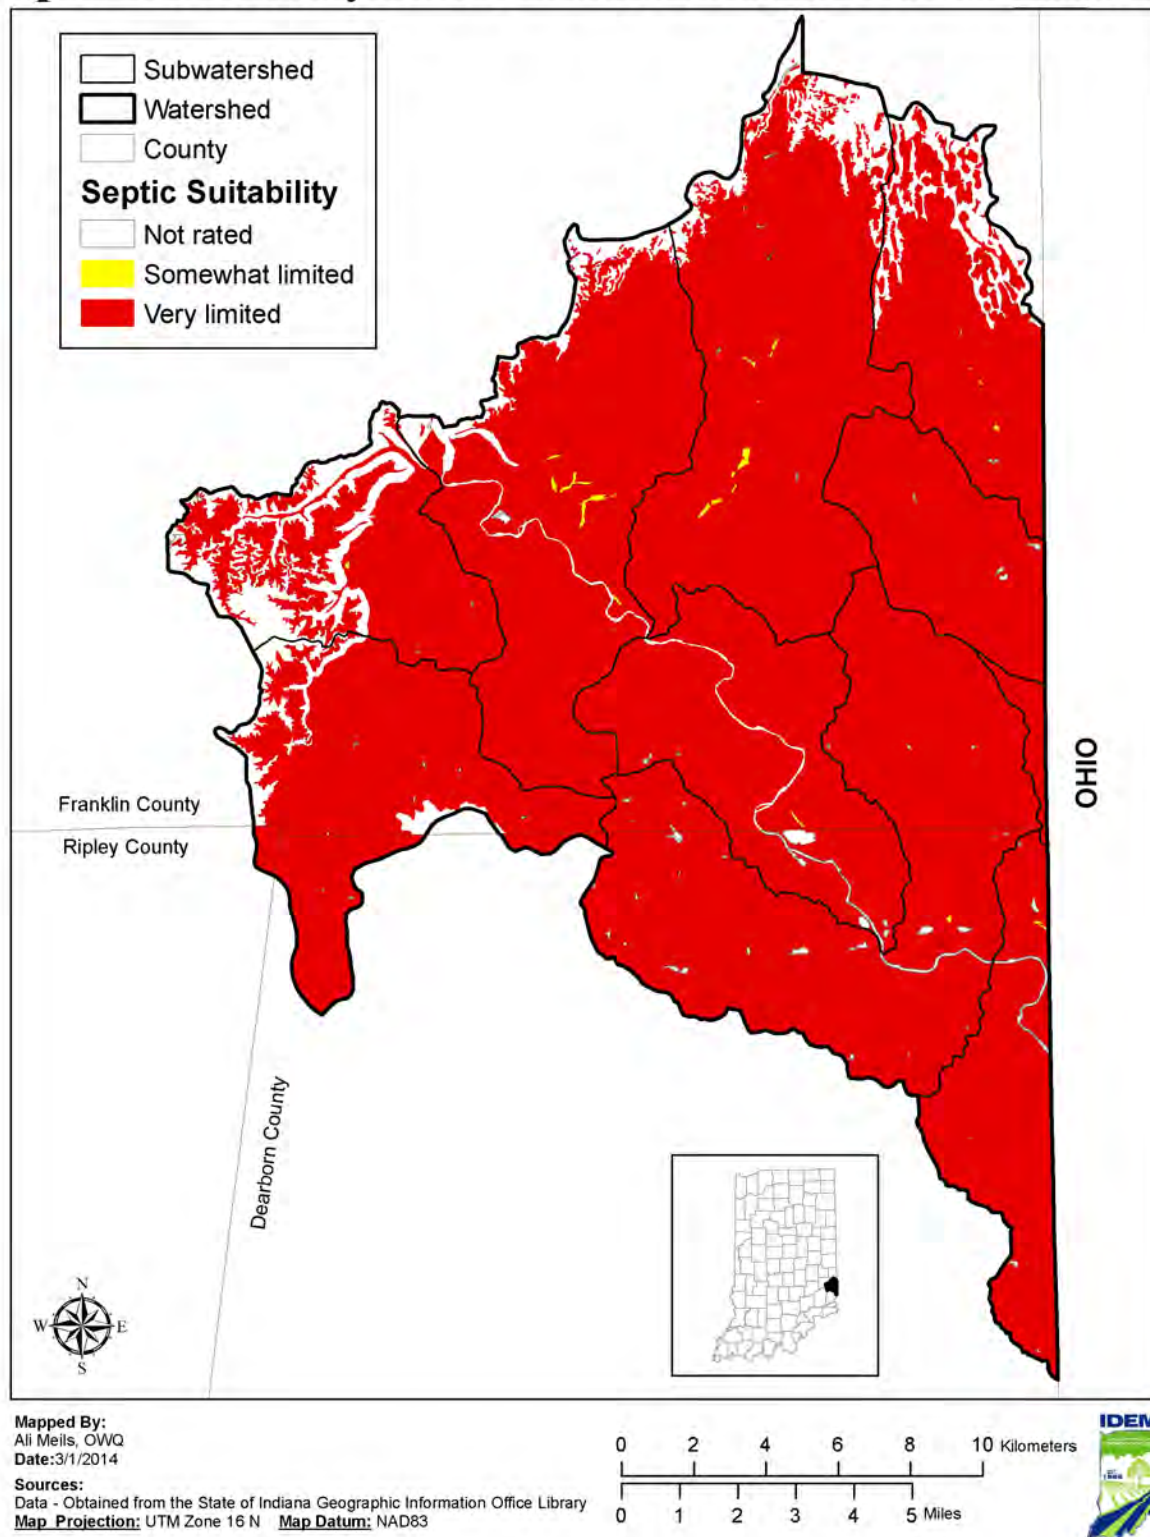 Subwatershed
Watershed
County
Septic Suitability
Not rated
Somewhat limited
Very limited
OHIO
Franklin County
Ripley County
Dearborn County
N
W E
S
Mapped By:
Ali Meils, OWQ
Date:3/1/2014
Sources:
Data - Obtained from the State of Indiana Geographic Information Office Library
Map Projection: UTM Zone 16 N Map Datum: NAD83
0 2 4 6 8 10 Kilometers
0 1 2 3 4 5 Miles
IDEM